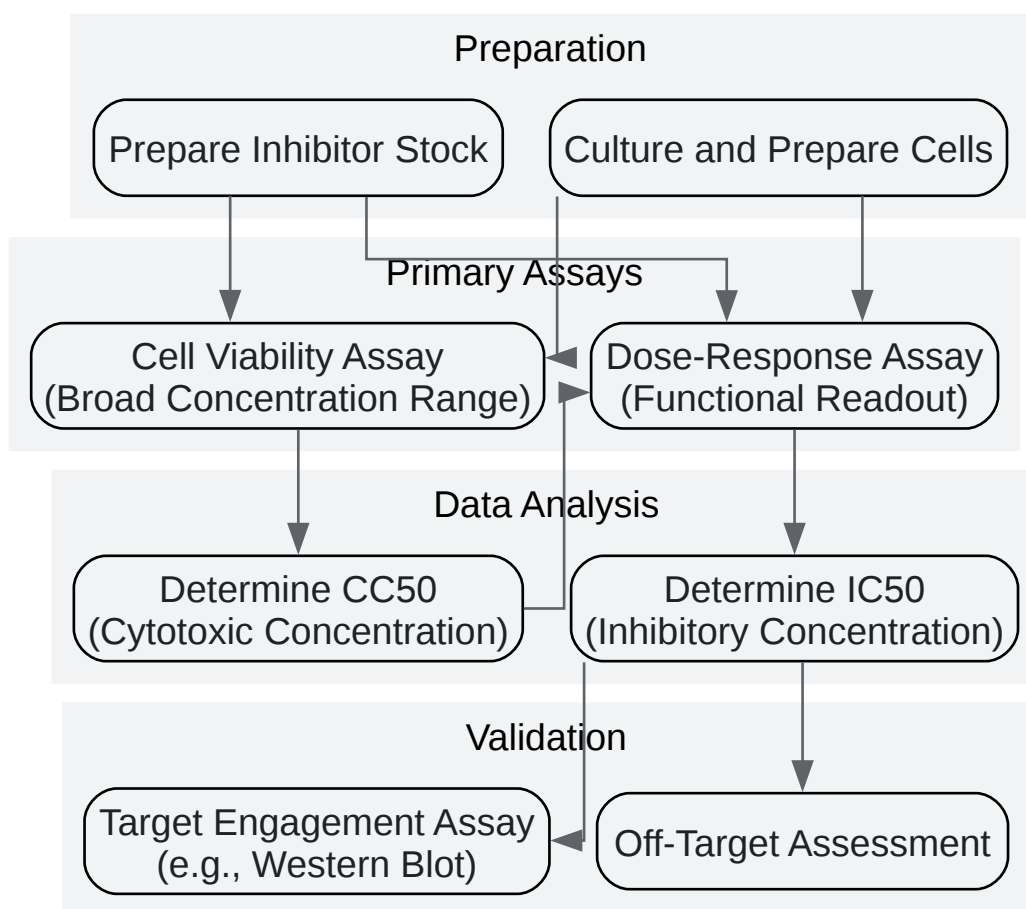 Preparation
Prepare Inhibitor Stock
Culture and Prepare Cells
Primary Assays
Cell Viability Assay
(Broad Concentration Range)
Dose-Response Assay
(Functional Readout)
Data Analysis
Determine CC50
(Cytotoxic Concentration)
Determine IC50
(Inhibitory Concentration)
Validation
Target Engagement Assay
(e.g., Western Blot)
Off-Target Assessment